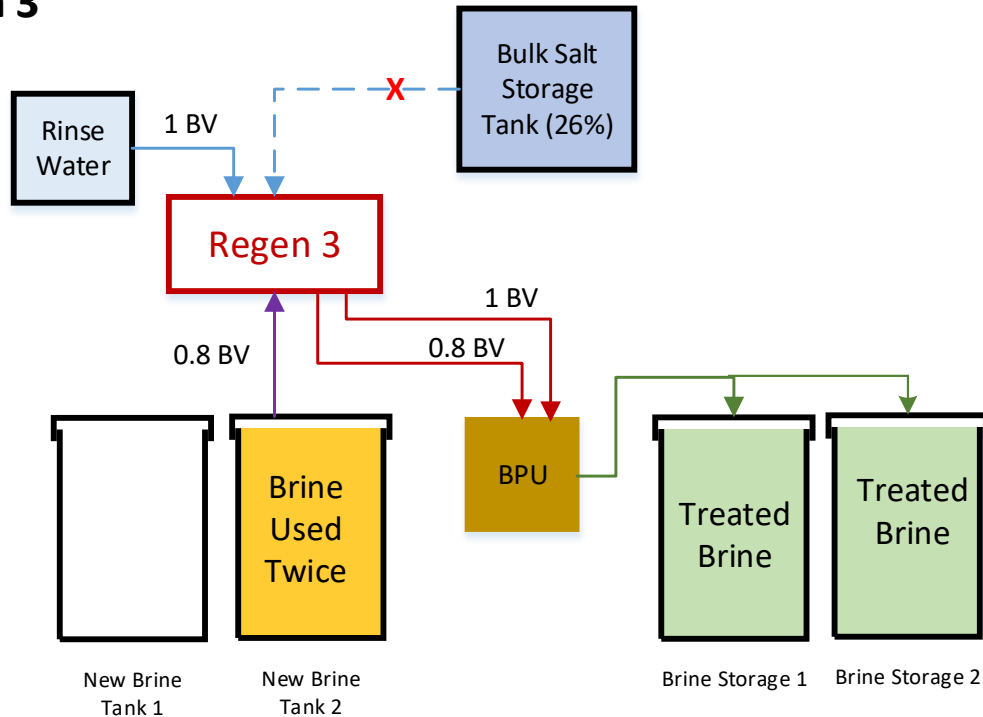 3
Bulk Salt
Storage
Tank (26%)
X
Rinse
Water
1 BV
Regen 3
1 BV
0.8 BV
0.8 BV
BPU
Brine
Used
Twice
Treated
Brine
Treated
Brine
New Brine
Tank 1
New Brine
Tank 2
Brine Storage 1
Brine Storage 2